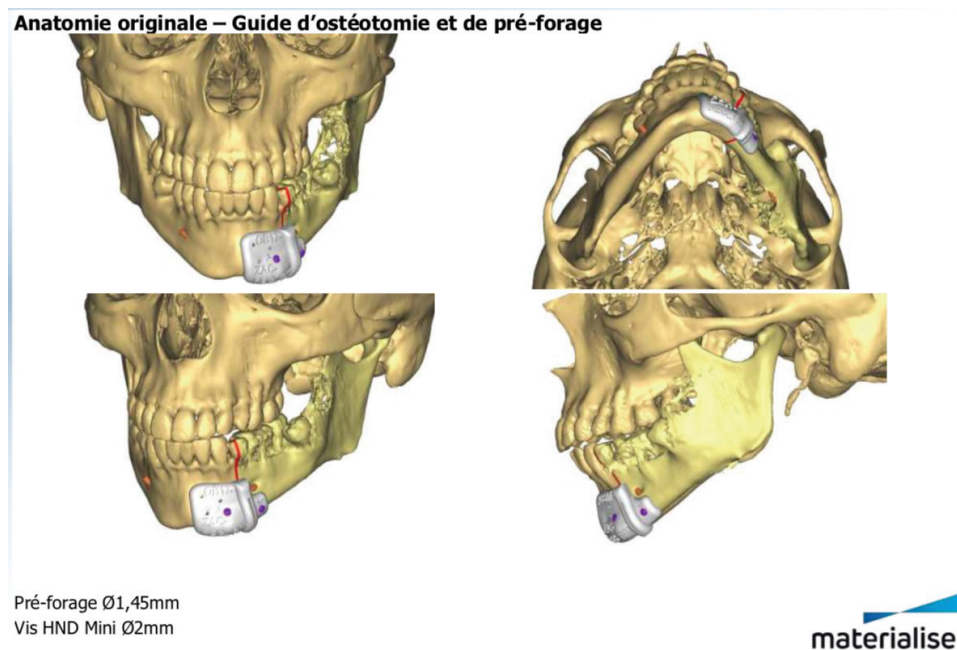 Anatomie originale – Guide d'ostéotomie et de pré-forage
Pré-forage Ø1,45mm
Vis HND Mini Ø2mm
materialise